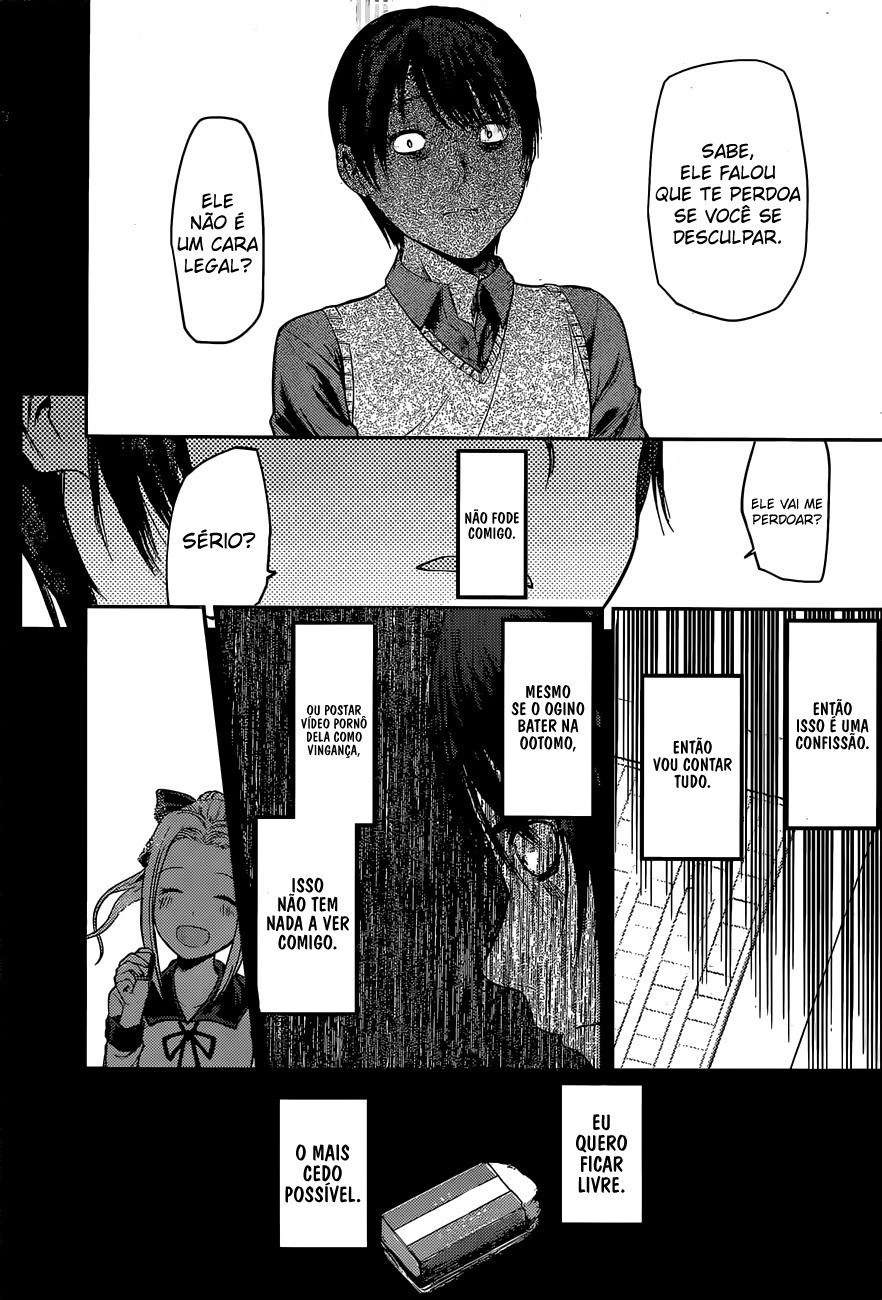 SABE,
ELE FALOU
QUE TE PERDOA
SE VOCÊ SE
DESCULPAR.
ELE
NÃO É
UM CARA
LEGAL?
ELE VAI ME
PERDOAR?
NÃO FODE
COMIGO.
SÉRIO?
ENTÃO
ISSO É UMA
CONFISSÃO.
ENTÃO
VOU CONTAR
TUDO.
MESMO
SE O OGINO
BATER NA
OOTOMO,
OU POSTAR
VÍDEO PORNÔ
DELA COMO
VINGANÇA,
ISSO
NÃO TEM
NADA A VER
COMIGO.
EU
QUERO
FICAR
LIVRE.
O MAIS
CEDO
POSSÍVEL.